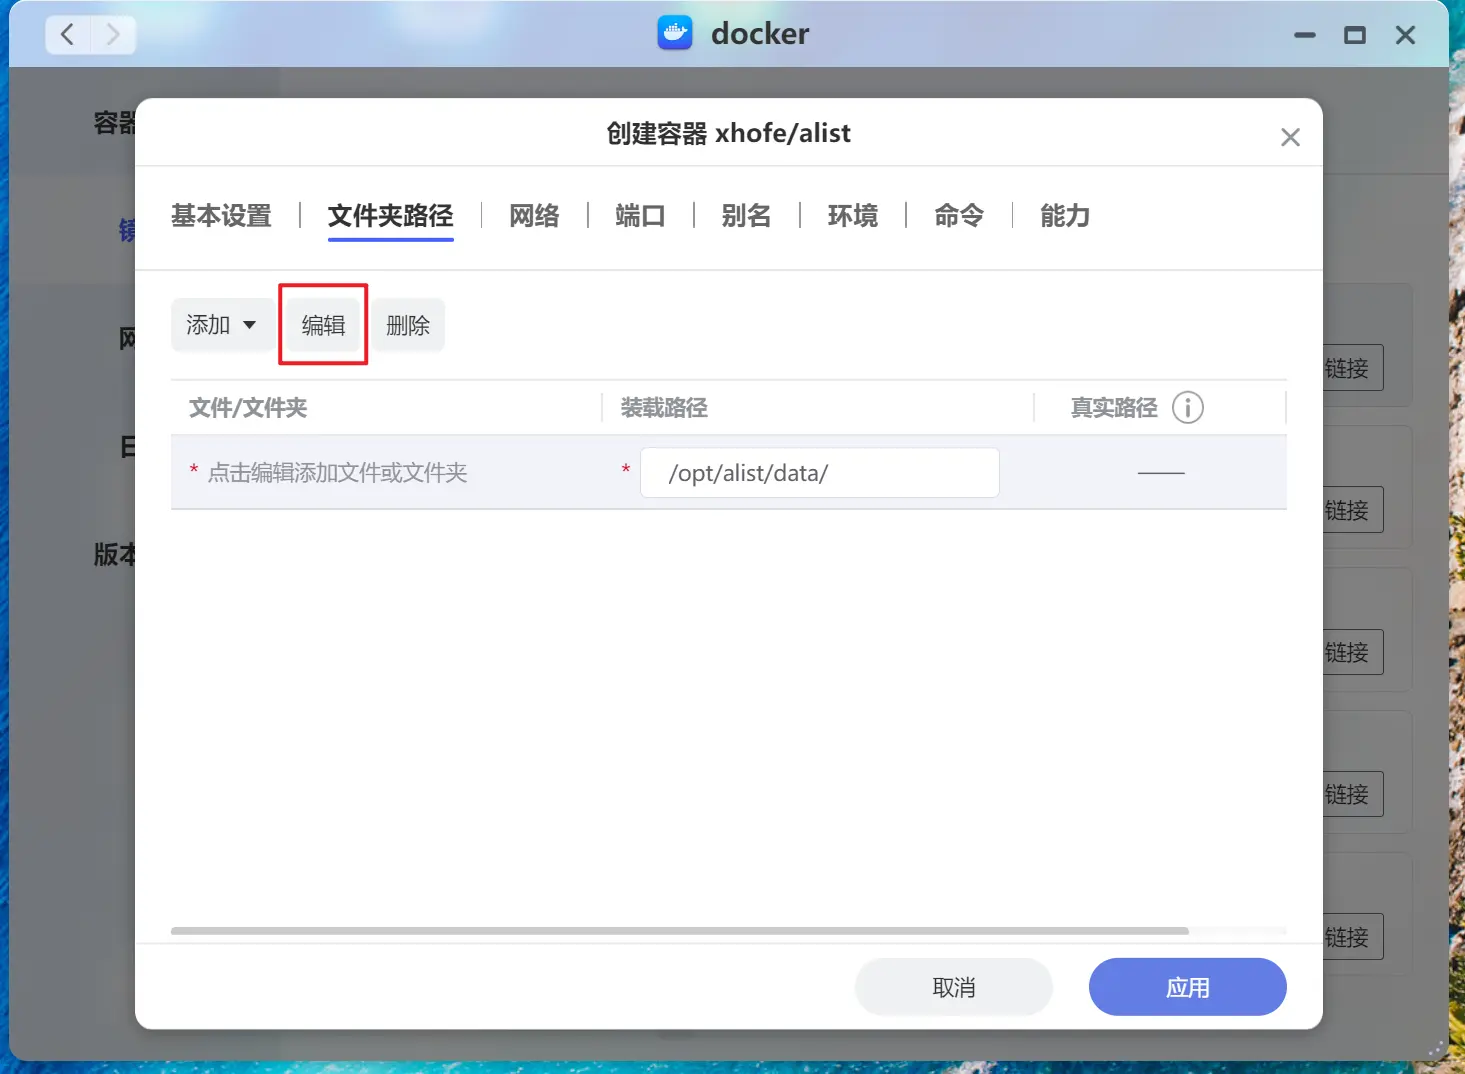 docker
容器
创建容器 xhofe/alist
基本设置 文件夹路径 网络 端口 别名 环境 命令 能力
添加 编辑 删除
链接
文件/文件夹 装载路径 真实路径
* 点击编辑添加文件或文件夹 * /opt/alist/data/ ——
链接
版本
链接
链接
链接
取消 应用